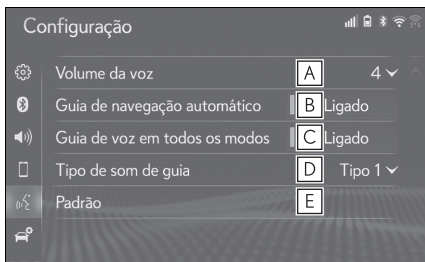 Configuração
Volume da voz A 4
Guia de navegação automático B Ligado
Guia de voz em todos os modos C Ligado
Tipo de som de guia D Tipo 1
Padrão E